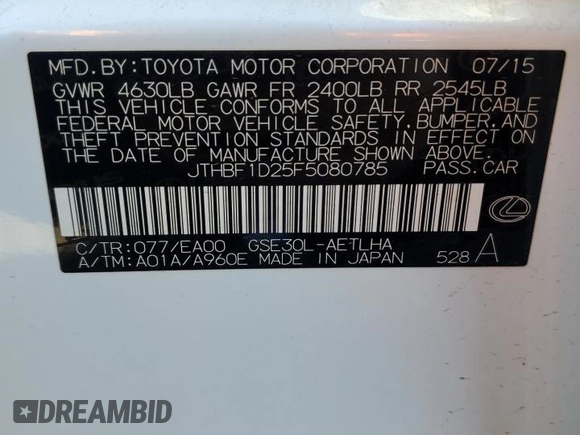 MFD.BY:TOYOTA MOTOR CORPORATION 07/15
GVWR 4630LB GAWR FR 2400LB RR 2545LB
THIS VEHICLE CONFORMS TO ALL APPLICABLE
FEDERAL MOTOR VEHICLE SAFETY,BUMPER,AND
THEFT PREVENTION STANDARDS IN EFFECT ON
THE DATE OF MANUFACTURE SHOWN ABOVE.
JTHBF1D25F5080785 PASS.CAR
C/TR:077/EA00 GSE30L-AETLHA
A/TM:A01A/A960E MADE IN JAPAN 528 A
DREAMBID